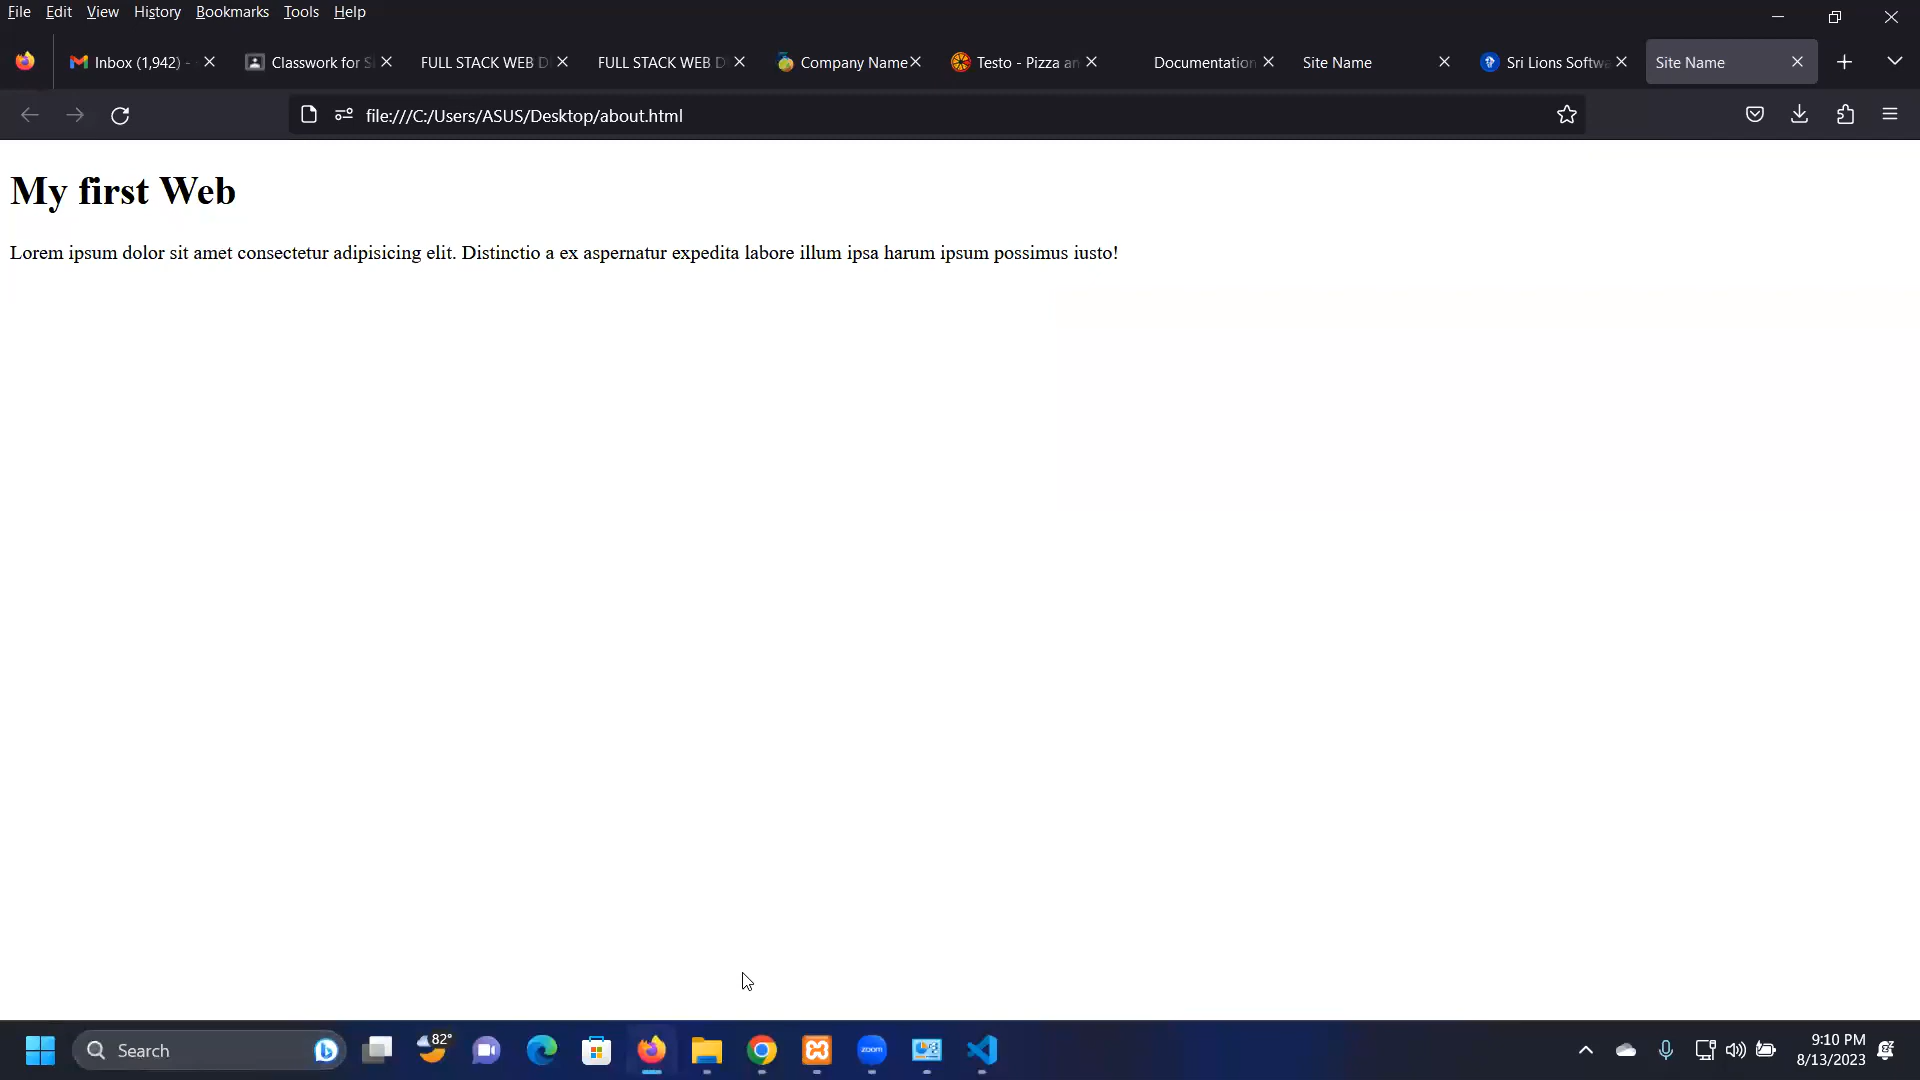 File Edit View History Bookmarks Tools Help
Inbox (1,942) -
Classwork for S
FULL STACK WEB D
FULL STACK WEB D
Company Name
Testo - Pizza an
Documentation
Site Name
Sri Lions Softwa
Site Name
file:///C:/Users/ASUS/Desktop/about.html
My first Web
Lorem ipsum dolor sit amet consectetur adipisicing elit. Distinctio a ex aspernatur expedita labore illum ipsa harum ipsum possimus iusto!
Search
82°
zoom
9:10 PM
8/13/2023